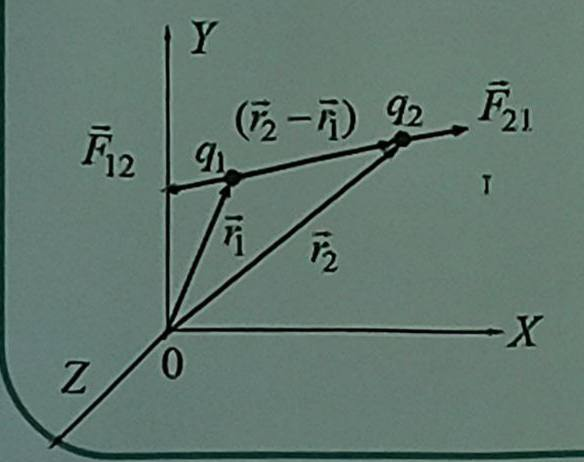 Y
(r⃗₂ − r⃗₁)
q₂
F⃗₂₁
F⃗₁₂
q₁
r⃗₁
r⃗₂
X
0
Z